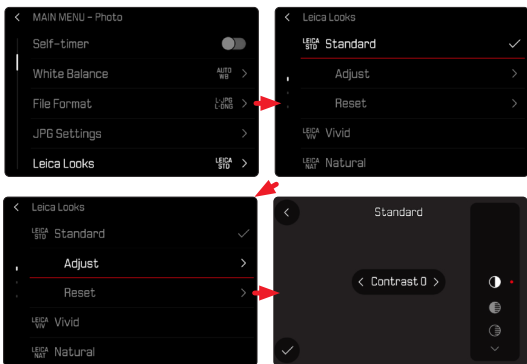 MAIN MENU - Photo
Self-timer
White Balance AUTO WB
File Format L-JPG L-DNG
JPG Settings
Leica Looks LEICA STD
Leica Looks
LEICA STD Standard
Adjust
Reset
LEICA VIV Vivid
LEICA NAT Natural
Leica Looks
LEICA STD Standard
Adjust
Reset
LEICA VIV Vivid
LEICA NAT Natural
Standard
Contrast 0